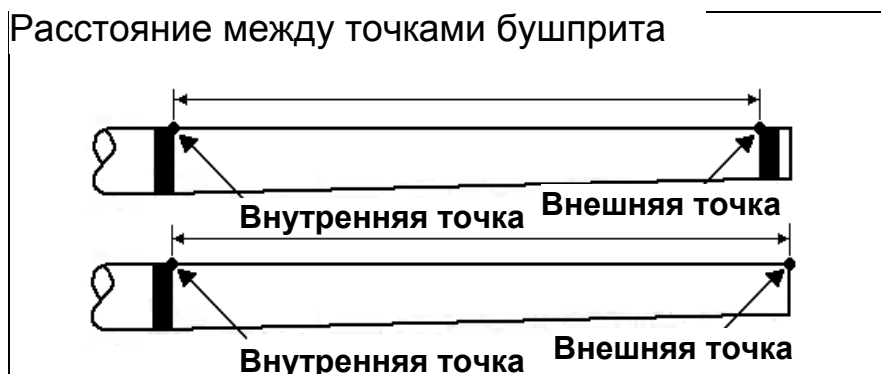 Расстояние между точками бушприта
Внутренняя точка
Внешняя точка
Внутренняя точка
Внешняя точка